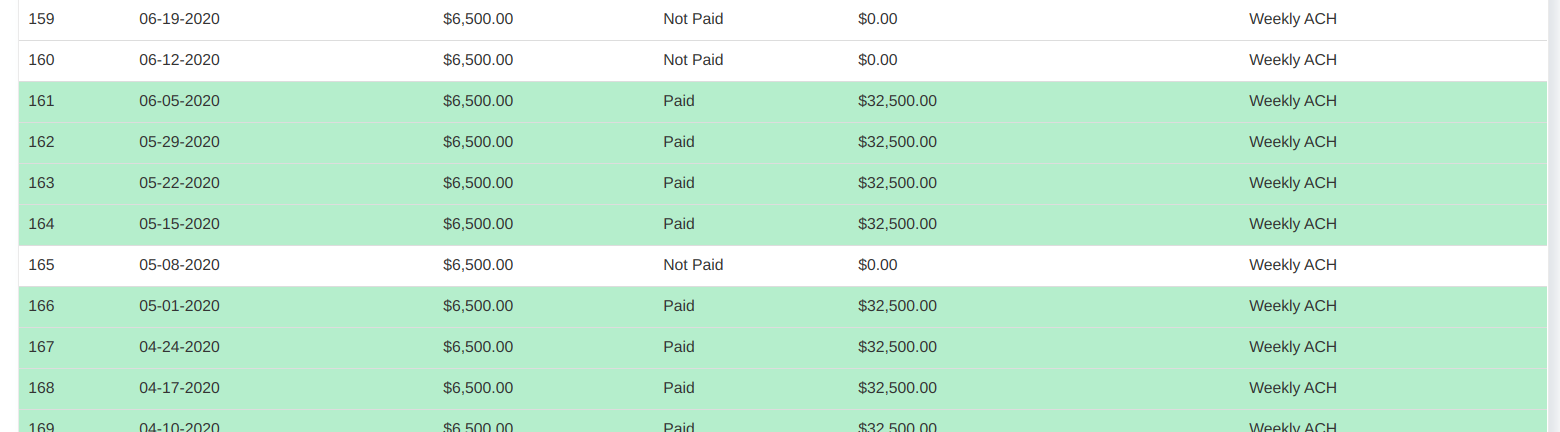 159 06-19-2020 $6,500.00 Not Paid $0.00 Weekly ACH
160 06-12-2020 $6,500.00 Not Paid $0.00 Weekly ACH
161 06-05-2020 $6,500.00 Paid $32,500.00 Weekly ACH
162 05-29-2020 $6,500.00 Paid $32,500.00 Weekly ACH
163 05-22-2020 $6,500.00 Paid $32,500.00 Weekly ACH
164 05-15-2020 $6,500.00 Paid $32,500.00 Weekly ACH
165 05-08-2020 $6,500.00 Not Paid $0.00 Weekly ACH
166 05-01-2020 $6,500.00 Paid $32,500.00 Weekly ACH
167 04-24-2020 $6,500.00 Paid $32,500.00 Weekly ACH
168 04-17-2020 $6,500.00 Paid $32,500.00 Weekly ACH
169 04-10-2020 $6,500.00 Paid $32,500.00 Weekly ACH